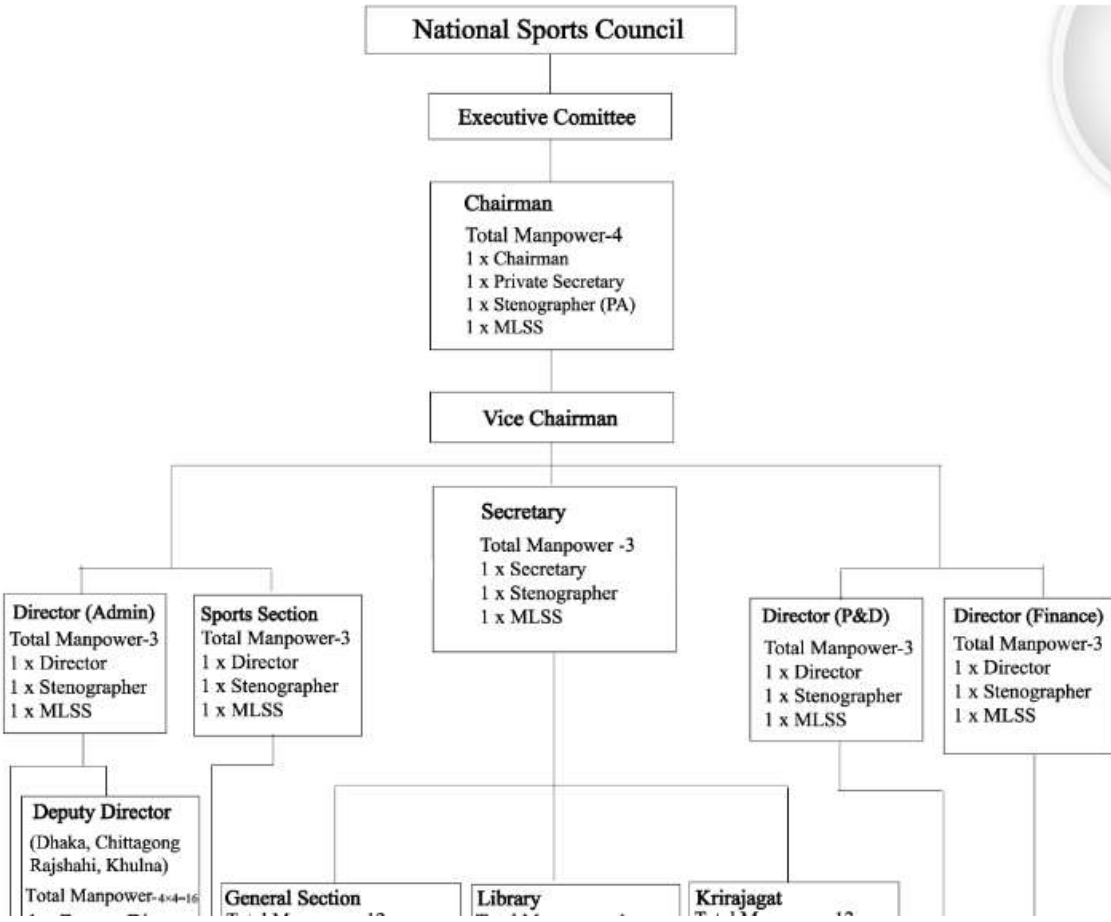 National Sports Council
Executive Comittee
Chairman
Total Manpower-4
1 x Chairman
1 x Private Secretary
1 x Stenographer (PA)
1 x MLSS
Vice Chairman
Secretary
Total Manpower -3
1 x Secretary
1 x Stenographer
1 x MLSS
Director (Admin)
Total Manpower-3
1 x Director
1 x Stenographer
1 x MLSS
Sports Section
Total Manpower-3
1 x Director
1 x Stenographer
1 x MLSS
Director (P&D)
Total Manpower-3
1 x Director
1 x Stenographer
1 x MLSS
Director (Finance)
Total Manpower-3
1 x Director
1 x Stenographer
1 x MLSS
Deputy Director
(Dhaka, Chittagong
Rajshahi, Khulna)
Total Manpower-4×4=16
General Section
Library
Krirajagat